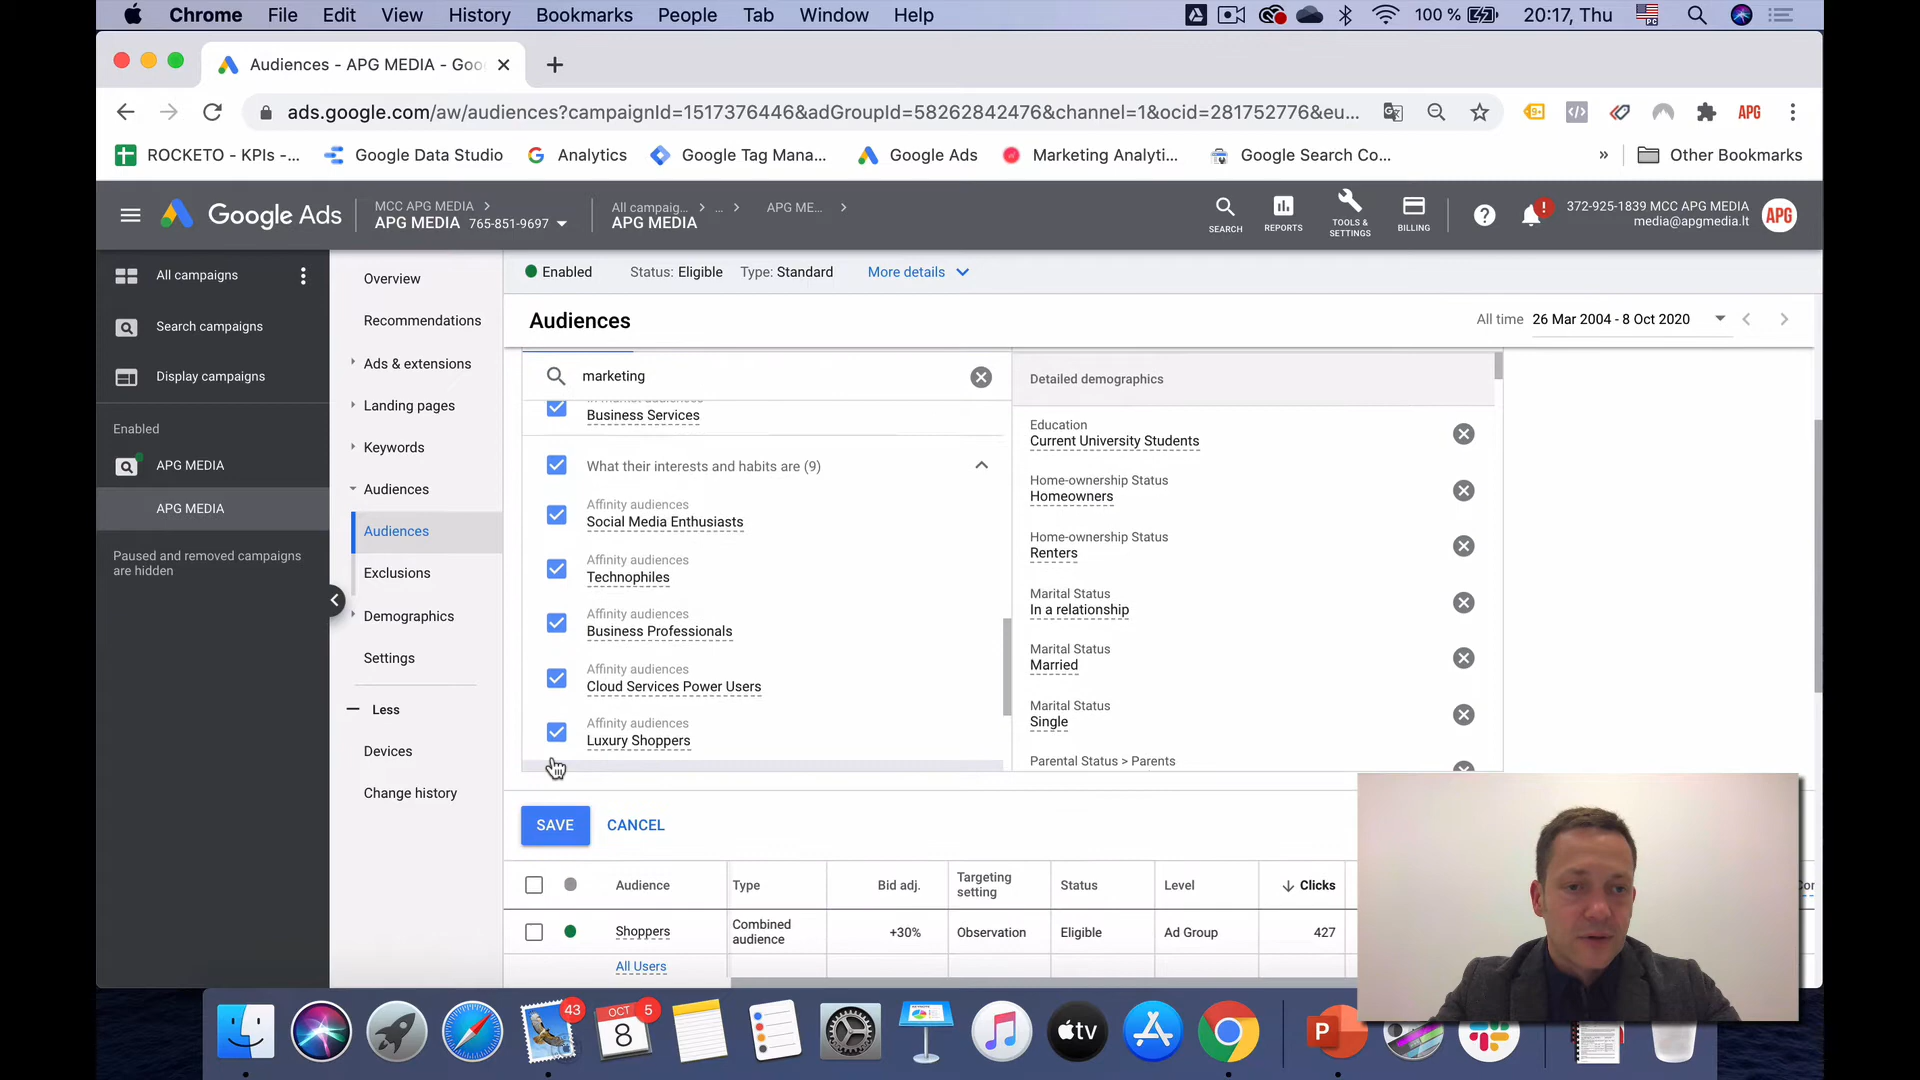 Chrome File Edit View History Bookmarks People Tab Window Help 100 % 20:17, Thu
Audiences - APG MEDIA - Goo
ads.google.com/aw/audiences?campaignId=1517376446&adGroupId=58262842476&channel=1&ocid=281752776&eu... 9+ APG
ROCKETO - KPIs -... Google Data Studio Analytics Google Tag Mana... Google Ads Marketing Analyti... Google Search Co... » Other Bookmarks
Google Ads
MCC APG MEDIA
APG MEDIA 765-851-9697
All campaig... ... APG ME...
APG MEDIA
SEARCH
REPORTS
TOOLS & SETTINGS
BILLING
372-925-1839 MCC APG MEDIA
media@apgmedia.lt
APG
All campaigns
Search campaigns
Display campaigns
Enabled
APG MEDIA
APG MEDIA
Paused and removed campaigns
are hidden
Overview
Recommendations
Ads & extensions
Landing pages
Keywords
Audiences
Audiences
Exclusions
Demographics
Settings
Less
Devices
Change history
Enabled Status: Eligible Type: Standard More details
Audiences
All time 26 Mar 2004 - 8 Oct 2020
marketing
In-market audiences
Business Services
What their interests and habits are (9)
Affinity audiences
Social Media Enthusiasts
Affinity audiences
Technophiles
Affinity audiences
Business Professionals
Affinity audiences
Cloud Services Power Users
Affinity audiences
Luxury Shoppers
Detailed demographics
Education
Current University Students
Home-ownership Status
Homeowners
Home-ownership Status
Renters
Marital Status
In a relationship
Marital Status
Married
Marital Status
Single
Parental Status > Parents
SAVE CANCEL
Audience Type Bid adj. Targeting setting Status Level Clicks
Shoppers Combined audience +30% Observation Eligible Ad Group 427
All Users
43
OCT
8
5
tv
P